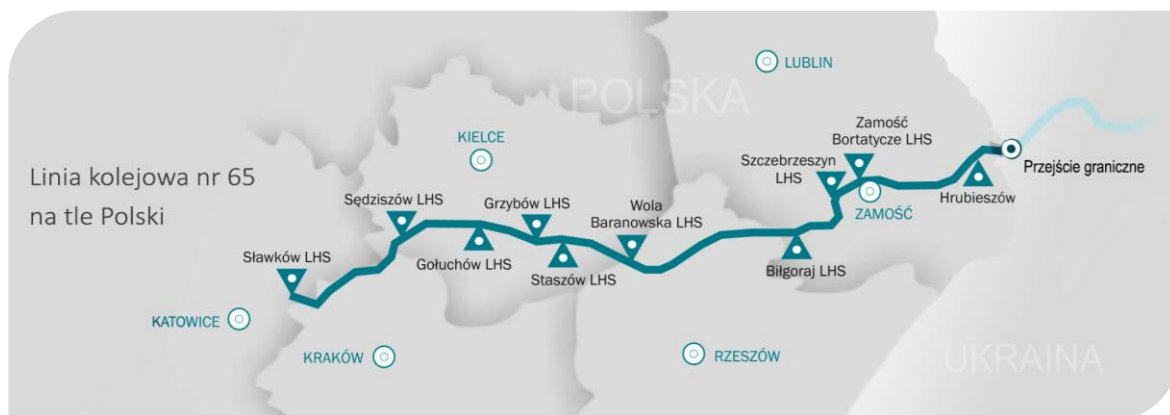 POLSKA
LUBLIN
KIELCE
Zamość
Bortatycze LHS
Szczebrzeszyn
LHS
Przejście graniczne
Linia kolejowa nr 65
na tle Polski
Sędziszów LHS
Grzybów LHS
Wola
Baranowska LHS
ZAMOŚĆ
Hrubieszów
Sławków LHS
Gołuchów LHS
Staszów LHS
Biłgoraj LHS
KATOWICE
KRAKÓW
RZESZÓW
UKRAINA